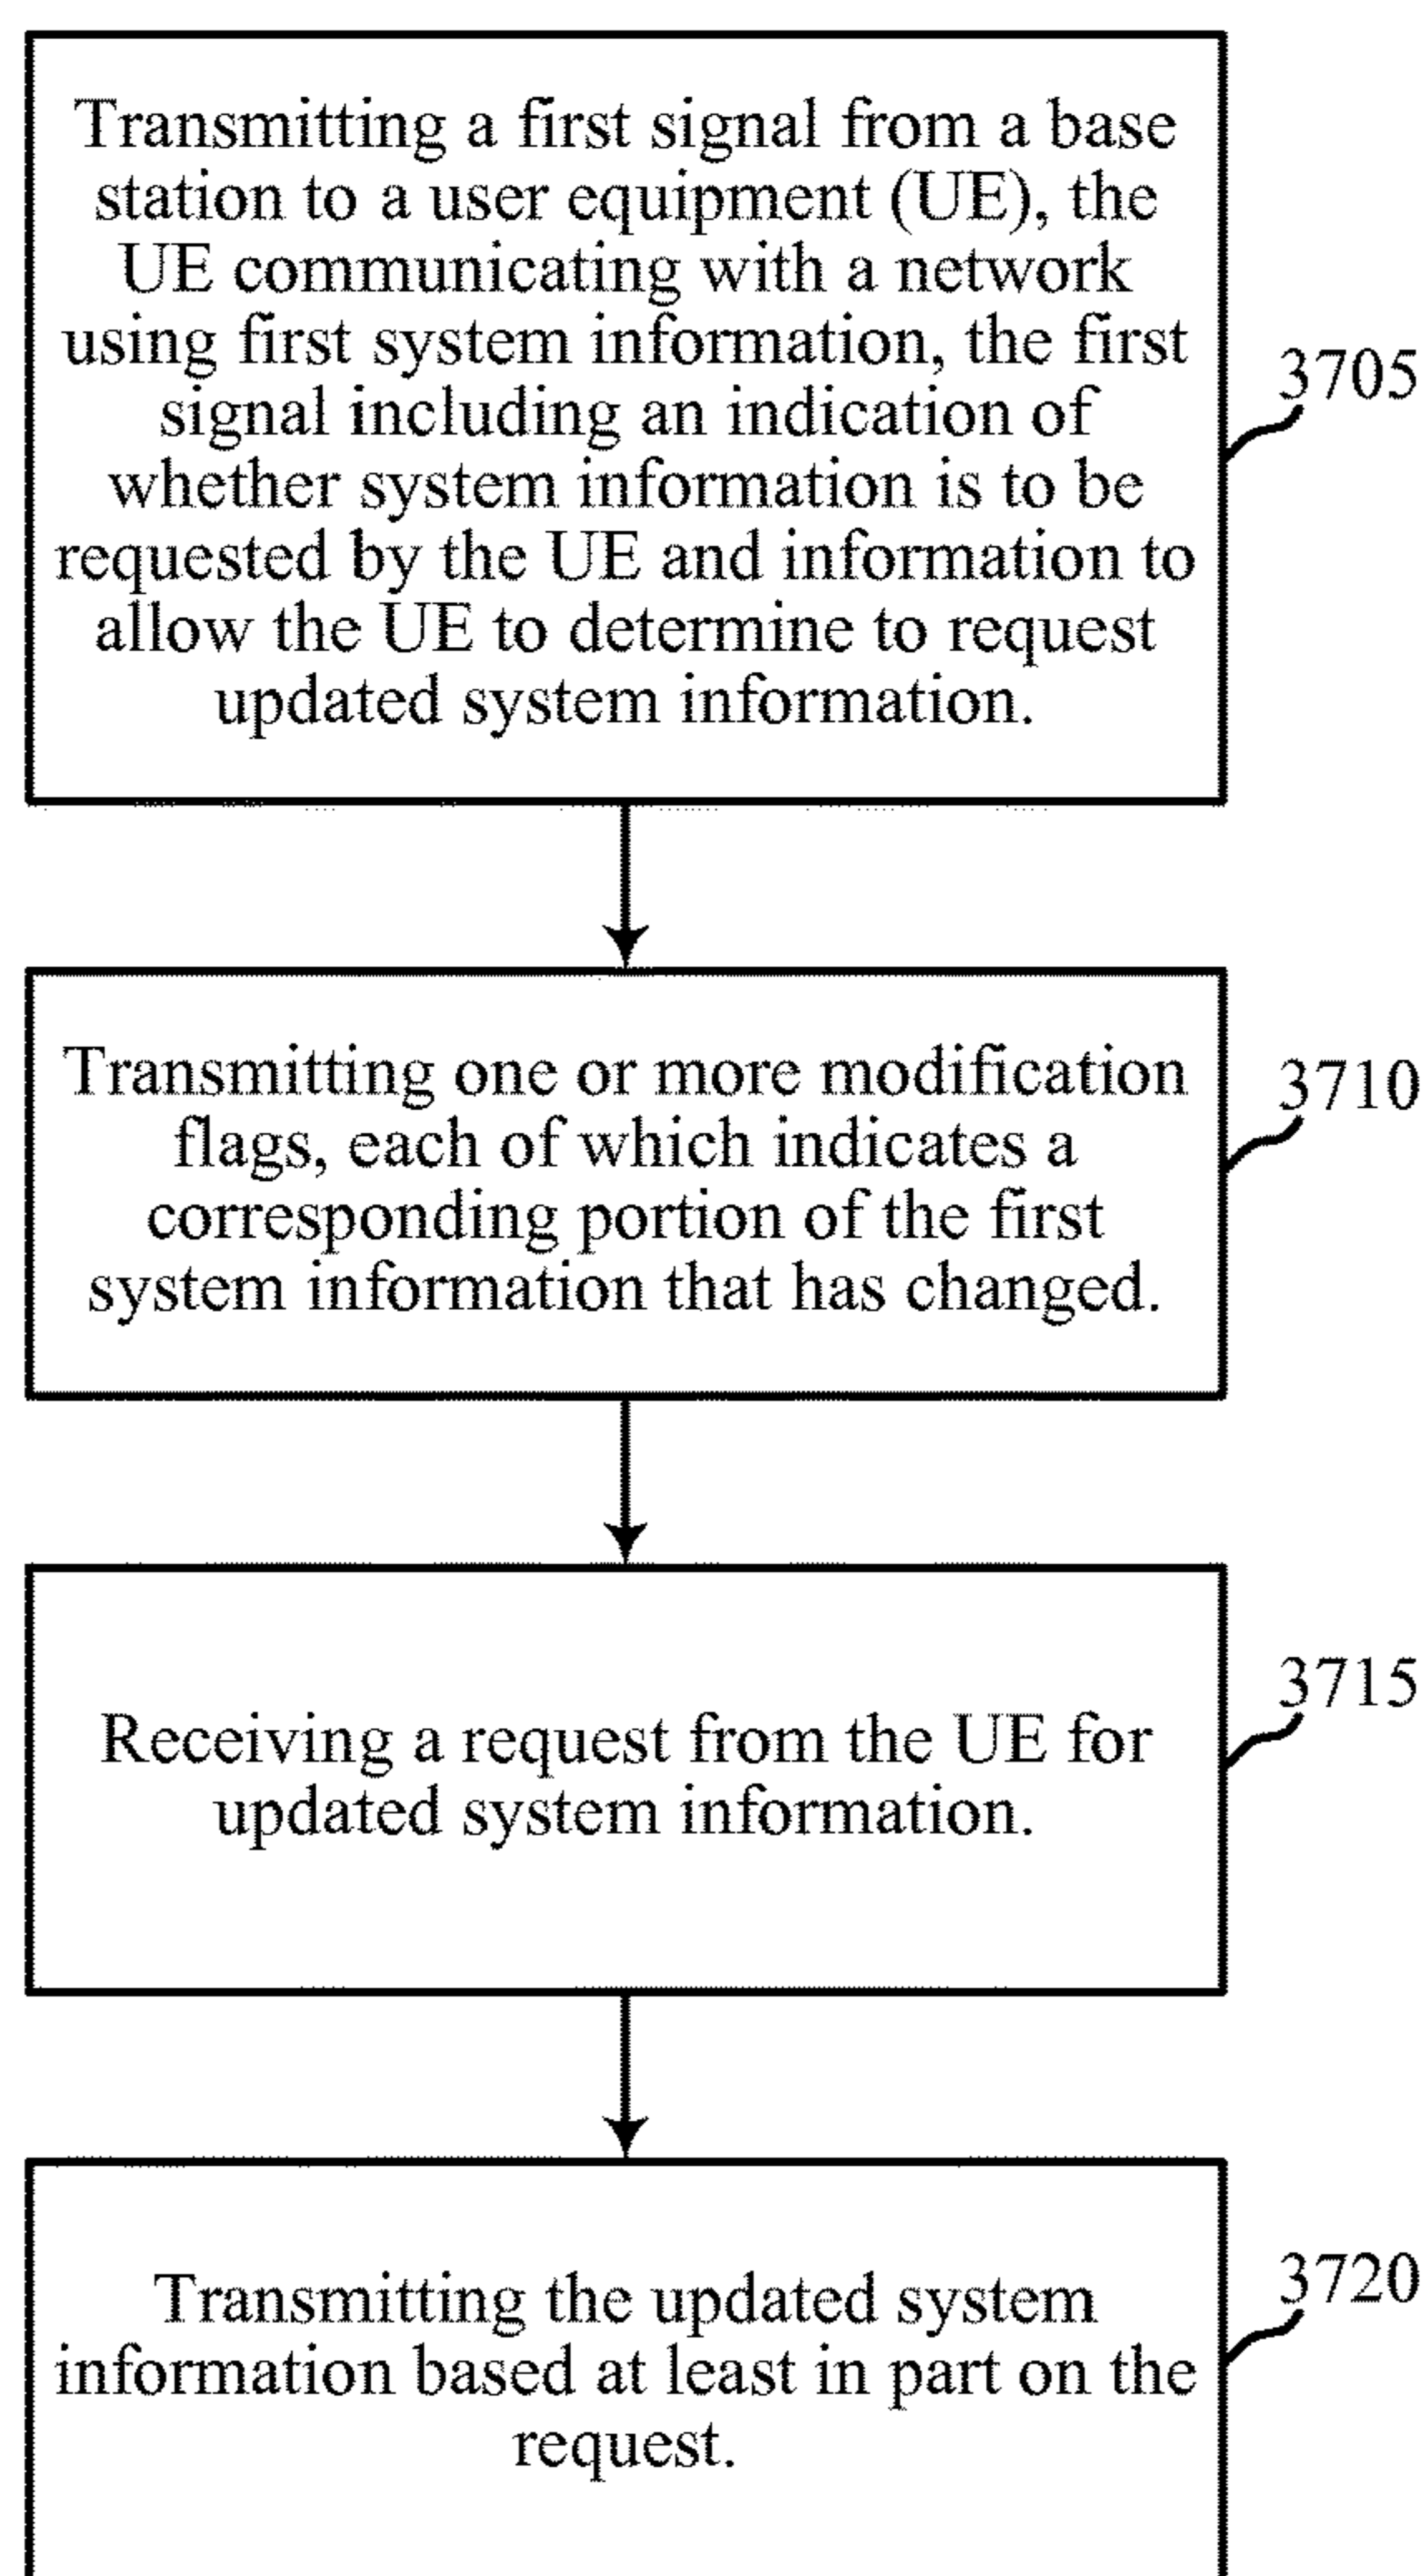 Transmitting a first signal from a base
station to a user equipment (UE), the
UE communicating with a network
using first system information, the first
signal including an indication of
whether system information is to be
requested by the UE and information to
allow the UE to determine to request
updated system information.
3705
Transmitting one or more modification
flags, each of which indicates a
corresponding portion of the first
system information that has changed.
3710
Receiving a request from the UE for
updated system information.
3715
Transmitting the updated system
information based at least in part on the
request.
3720